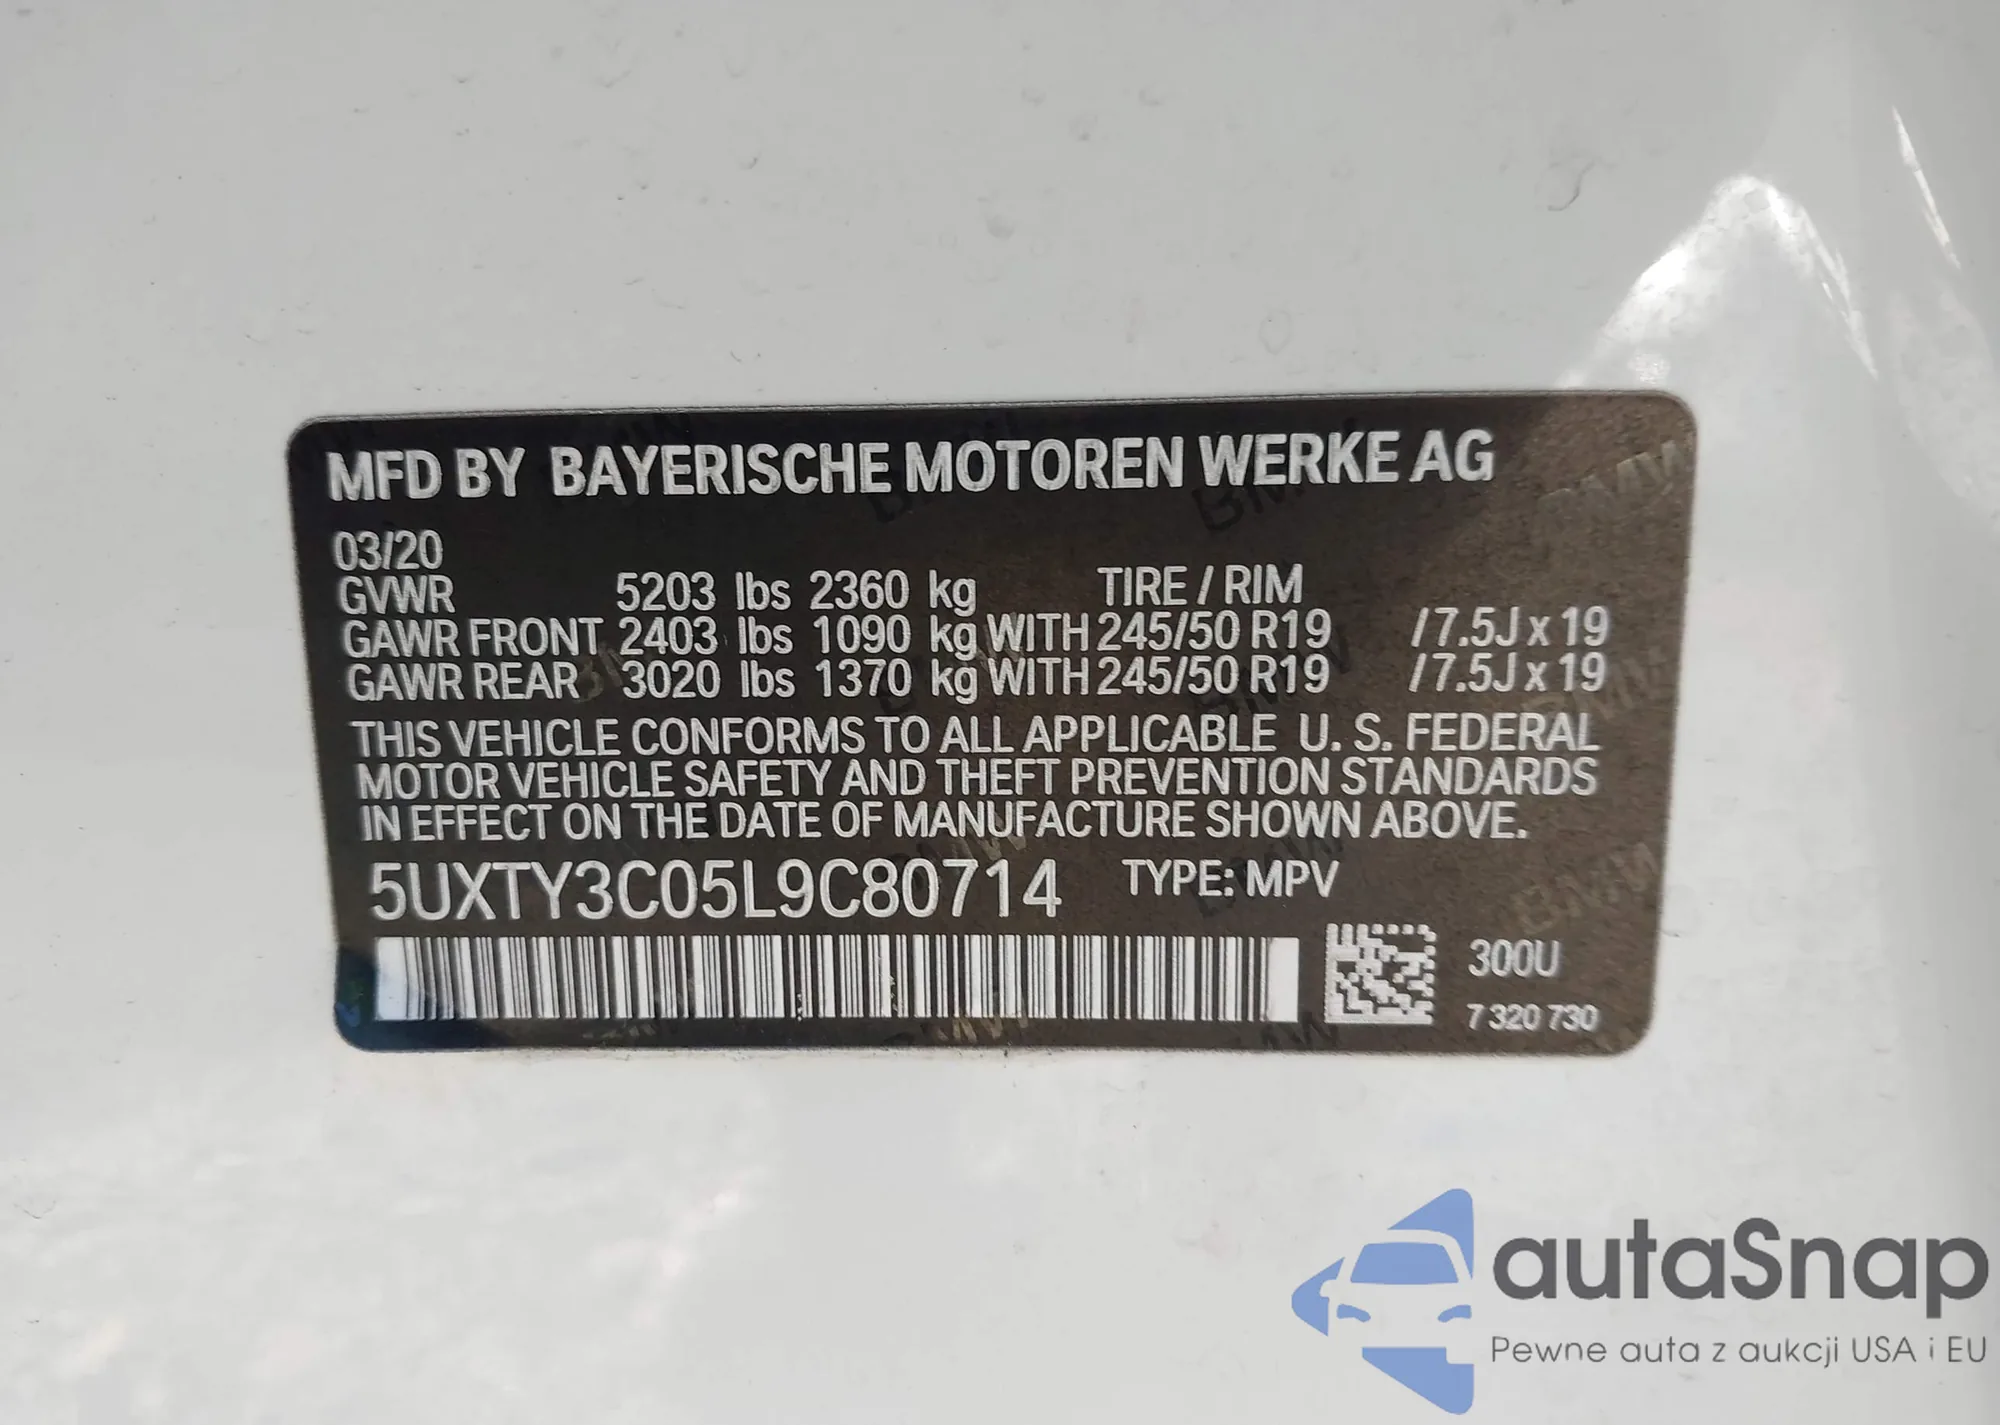 MFD BY BAYERISCHE MOTOREN WERKE AG
03/20
GVWR 5203 lbs 2360 kg TIRE / RIM
GAWR FRONT 2403 lbs 1090 kg WITH 245/50 R19 / 7.5J x 19
GAWR REAR 3020 lbs 1370 kg WITH 245/50 R19 / 7.5J x 19
THIS VEHICLE CONFORMS TO ALL APPLICABLE U. S. FEDERAL
MOTOR VEHICLE SAFETY AND THEFT PREVENTION STANDARDS
IN EFFECT ON THE DATE OF MANUFACTURE SHOWN ABOVE.
5UXTY3C05L9C80714 TYPE: MPV
300U
7 320 730
autaSnap
Pewne auta z aukcji USA i EU